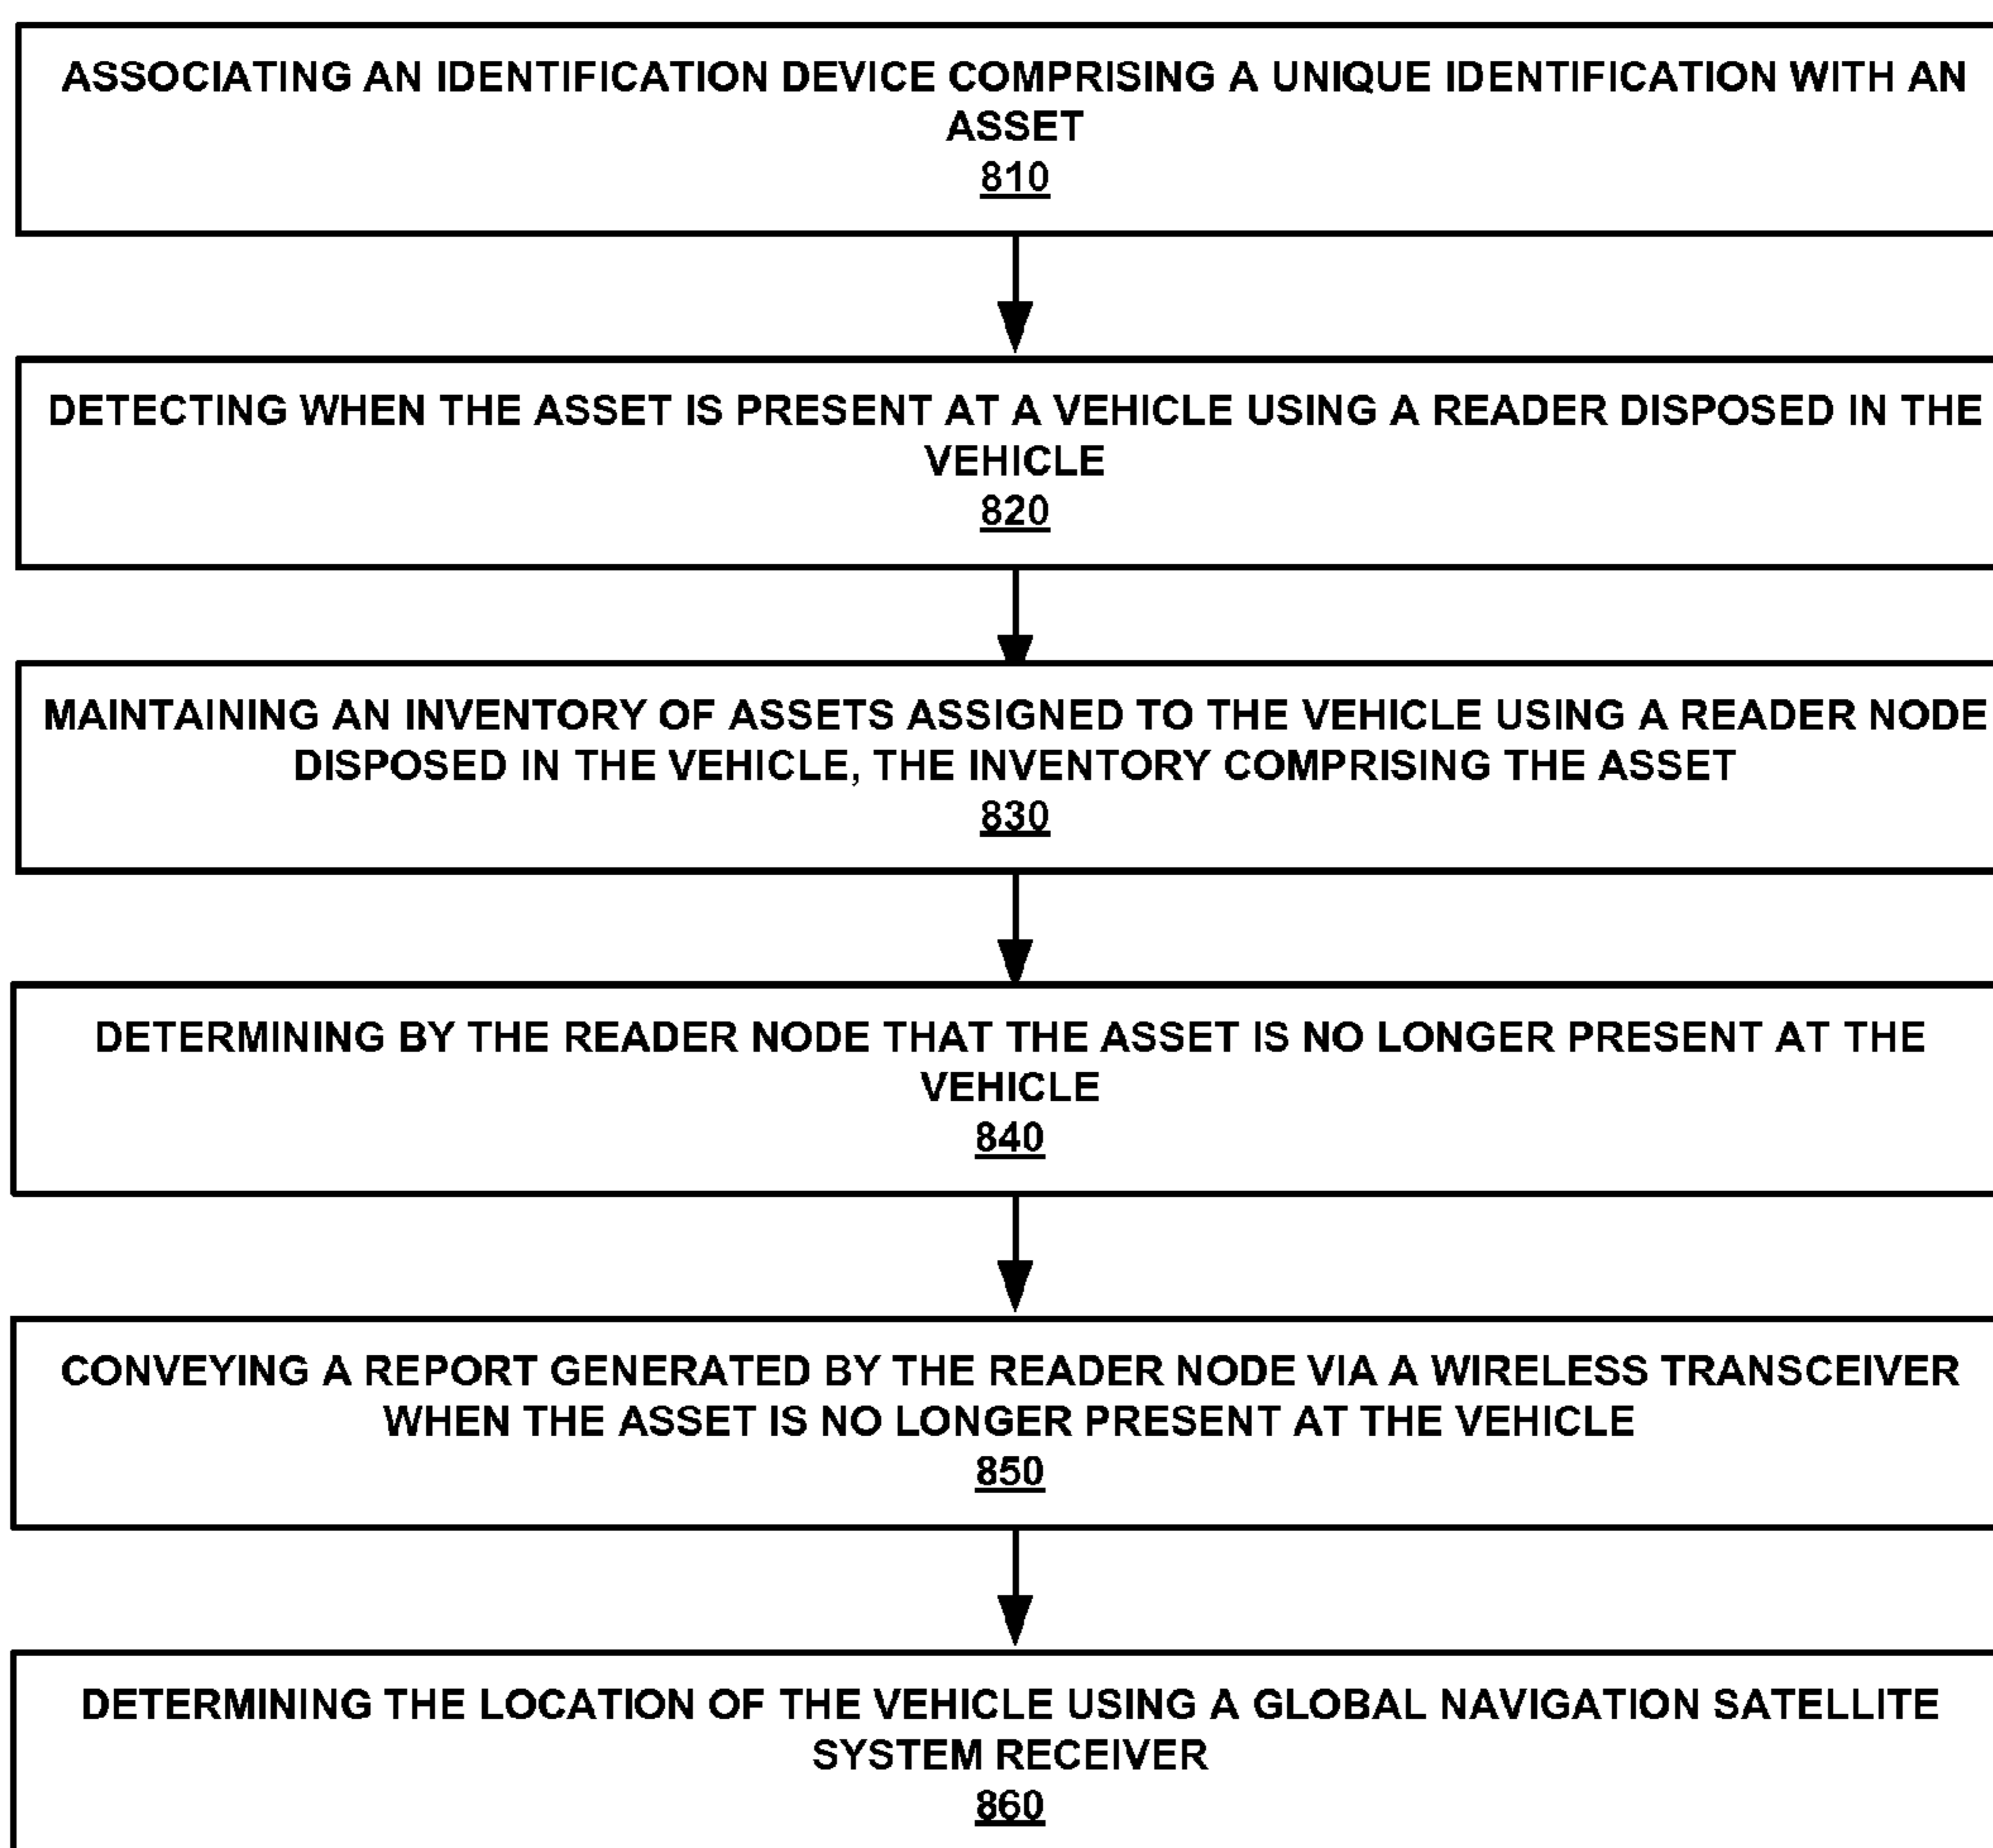 ASSOCIATING AN IDENTIFICATION DEVICE COMPRISING A UNIQUE IDENTIFICATION WITH AN
ASSET
810
DETECTING WHEN THE ASSET IS PRESENT AT A VEHICLE USING A READER DISPOSED IN THE
VEHICLE
820
MAINTAINING AN INVENTORY OF ASSETS ASSIGNED TO THE VEHICLE USING A READER NODE
DISPOSED IN THE VEHICLE, THE INVENTORY COMPRISING THE ASSET
830
DETERMINING BY THE READER NODE THAT THE ASSET IS NO LONGER PRESENT AT THE
VEHICLE
840
CONVEYING A REPORT GENERATED BY THE READER NODE VIA A WIRELESS TRANSCEIVER
WHEN THE ASSET IS NO LONGER PRESENT AT THE VEHICLE
850
DETERMINING THE LOCATION OF THE VEHICLE USING A GLOBAL NAVIGATION SATELLITE
SYSTEM RECEIVER
860